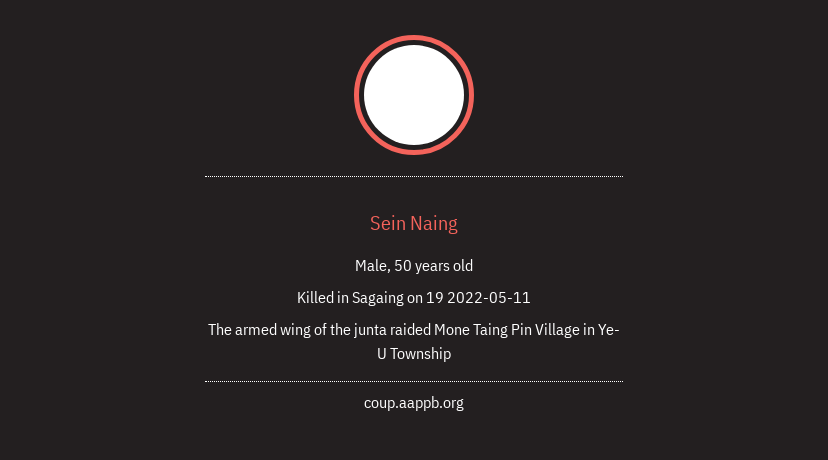 Sein Naing
Male, 50 years old
Killed in Sagaing on 19 2022-05-11
The armed wing of the junta raided Mone Taing Pin Village in Ye-
U Township
coup.aappb.org